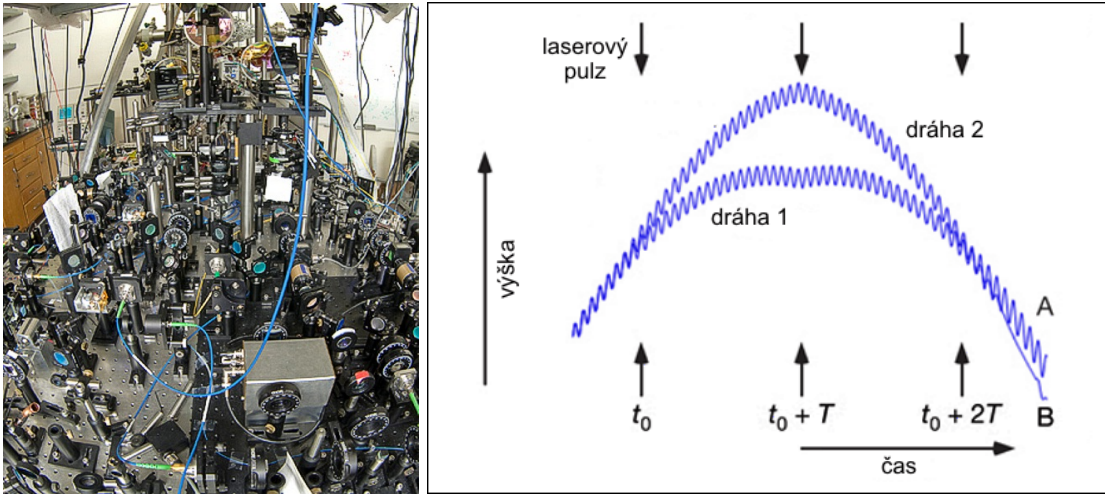 laserový
pulz
dráha 2
dráha 1
výška
A
B
t₀
t₀ + T
t₀ + 2T
čas